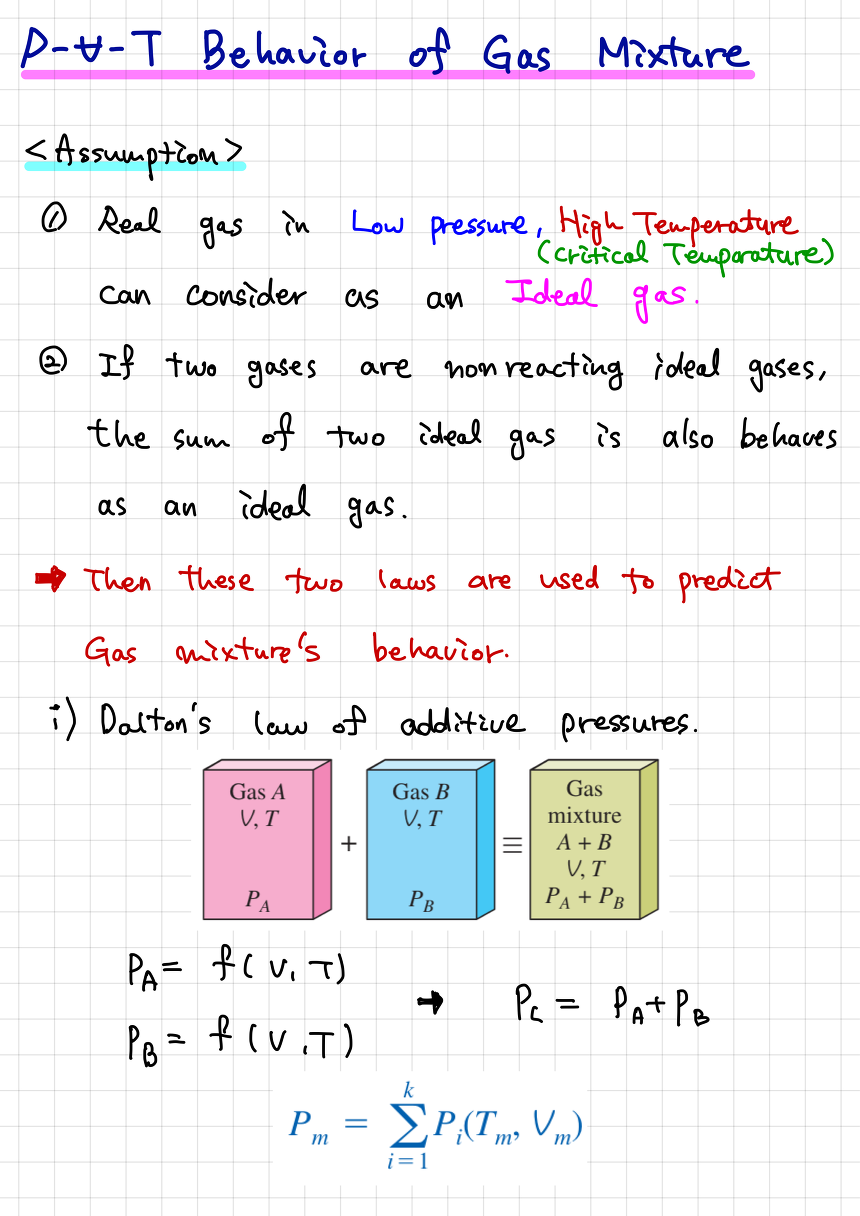 P-V-T Behavior of Gas Mixture
<Assumption>
① Real gas in Low pressure, High Temperature
(Critical Temparature)
can consider as an Ideal gas.
② If two gases are nonreacting ideal gases,
the sum of two ideal gas is also behaves
as an ideal gas.
➡ Then these two laws are used to predict
Gas mixture's behavior.
i) Dalton's law of additive pressures.
Gas A
V, T
P_A
+
Gas B
V, T
P_B
≡
Gas
mixture
A + B
V, T
P_A + P_B
P_A = f(V, T)
P_B = f(V, T)
➡ P_C = P_A + P_B
P_m = ∑_{i=1}^{k} P_i(T_m, V_m)